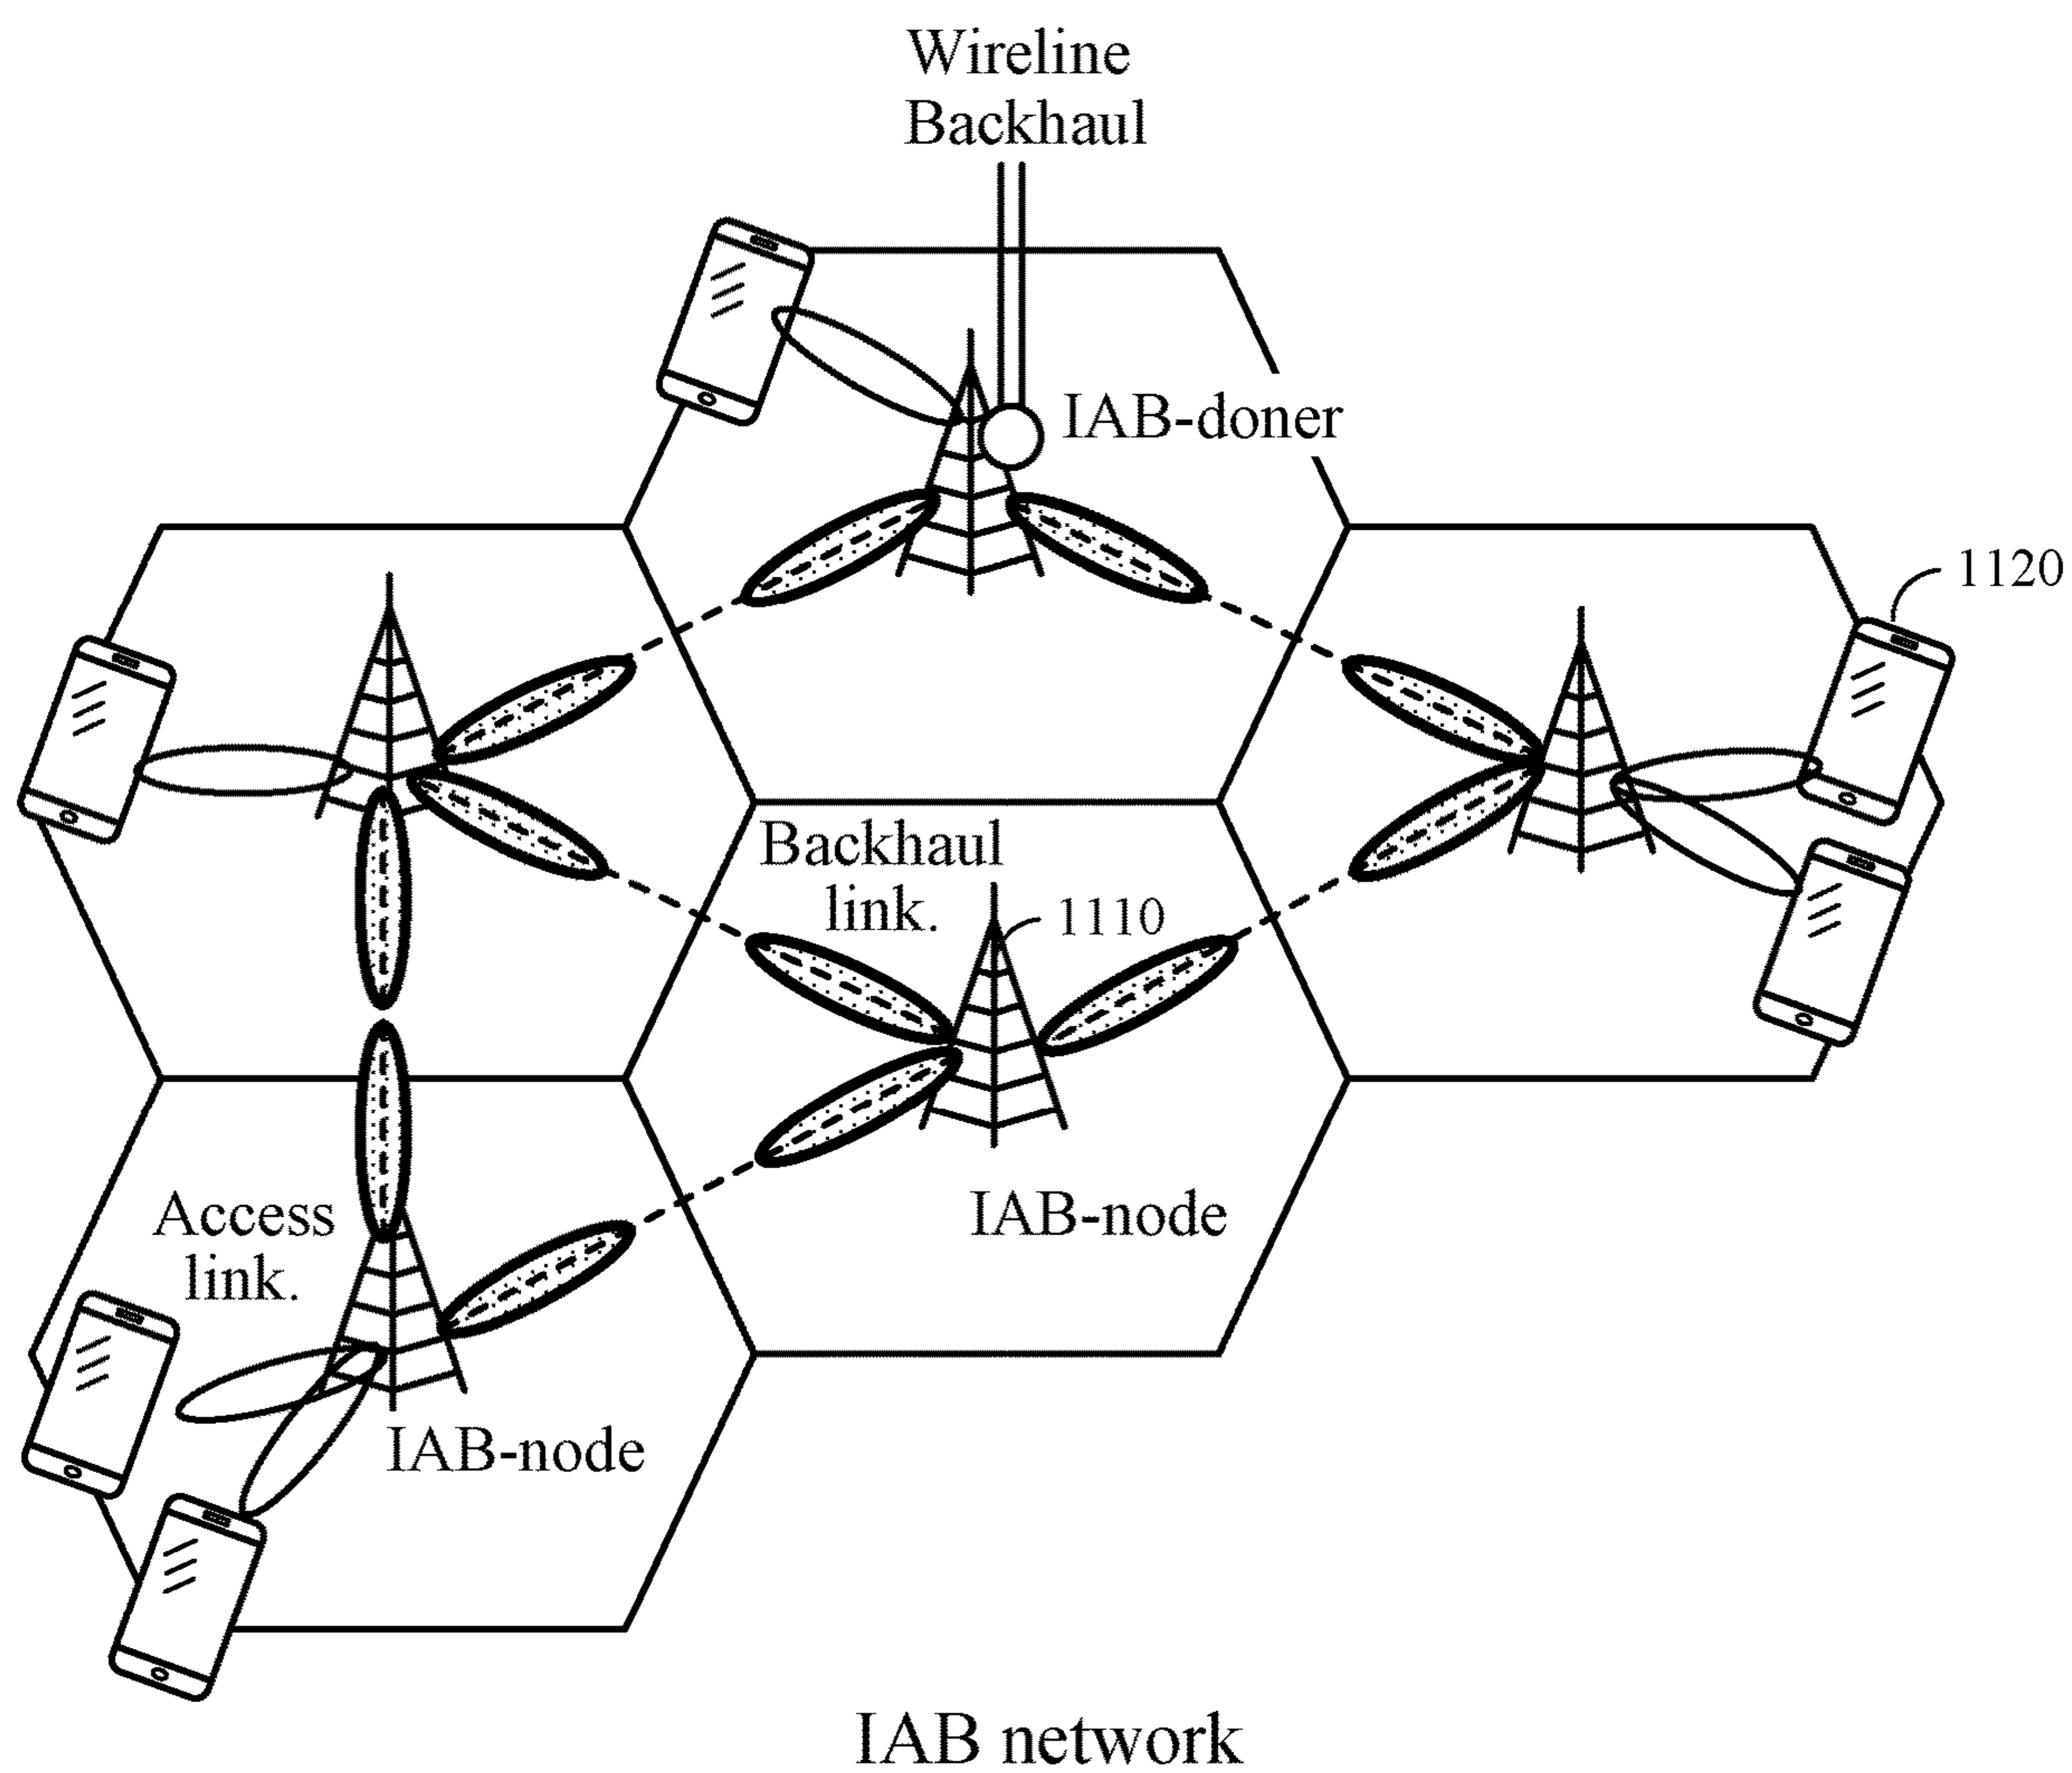 Wireline
Backhaul
IAB-doner
1120
Backhaul
link.
1110
IAB-node
Access
link.
IAB-node
IAB network